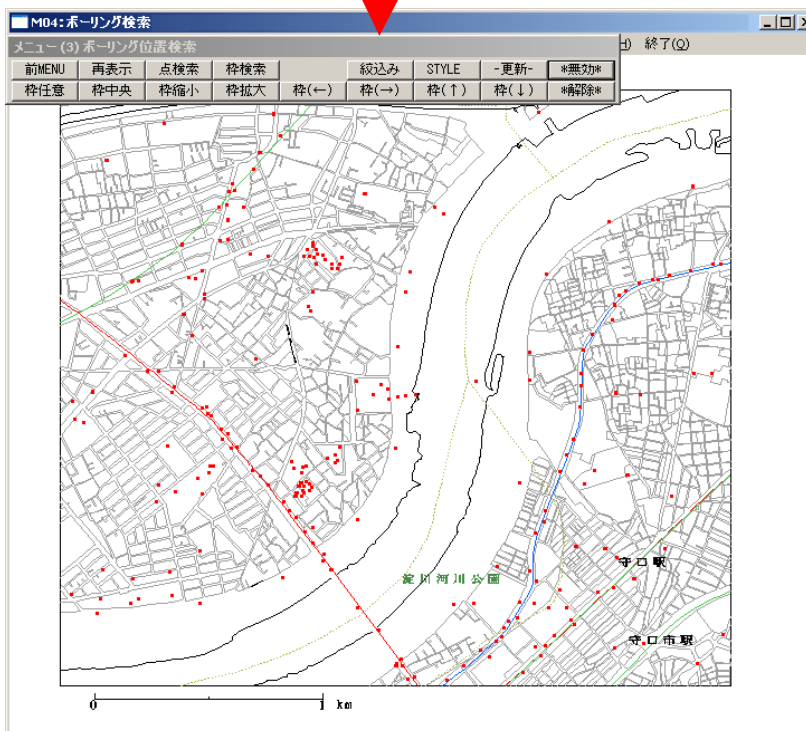 M04:ボーリング検索
メニュー(3)ボーリング位置検索
終了(Q)
前MENU 再表示 点検索 枠検索 絞込み STYLE -更新- *無効*
枠任意 枠中央 枠縮小 枠拡大 枠(←) 枠(→) 枠(↑) 枠(↓) *解除*
守口駅
淀川河川公園
守口市駅
0 1 km